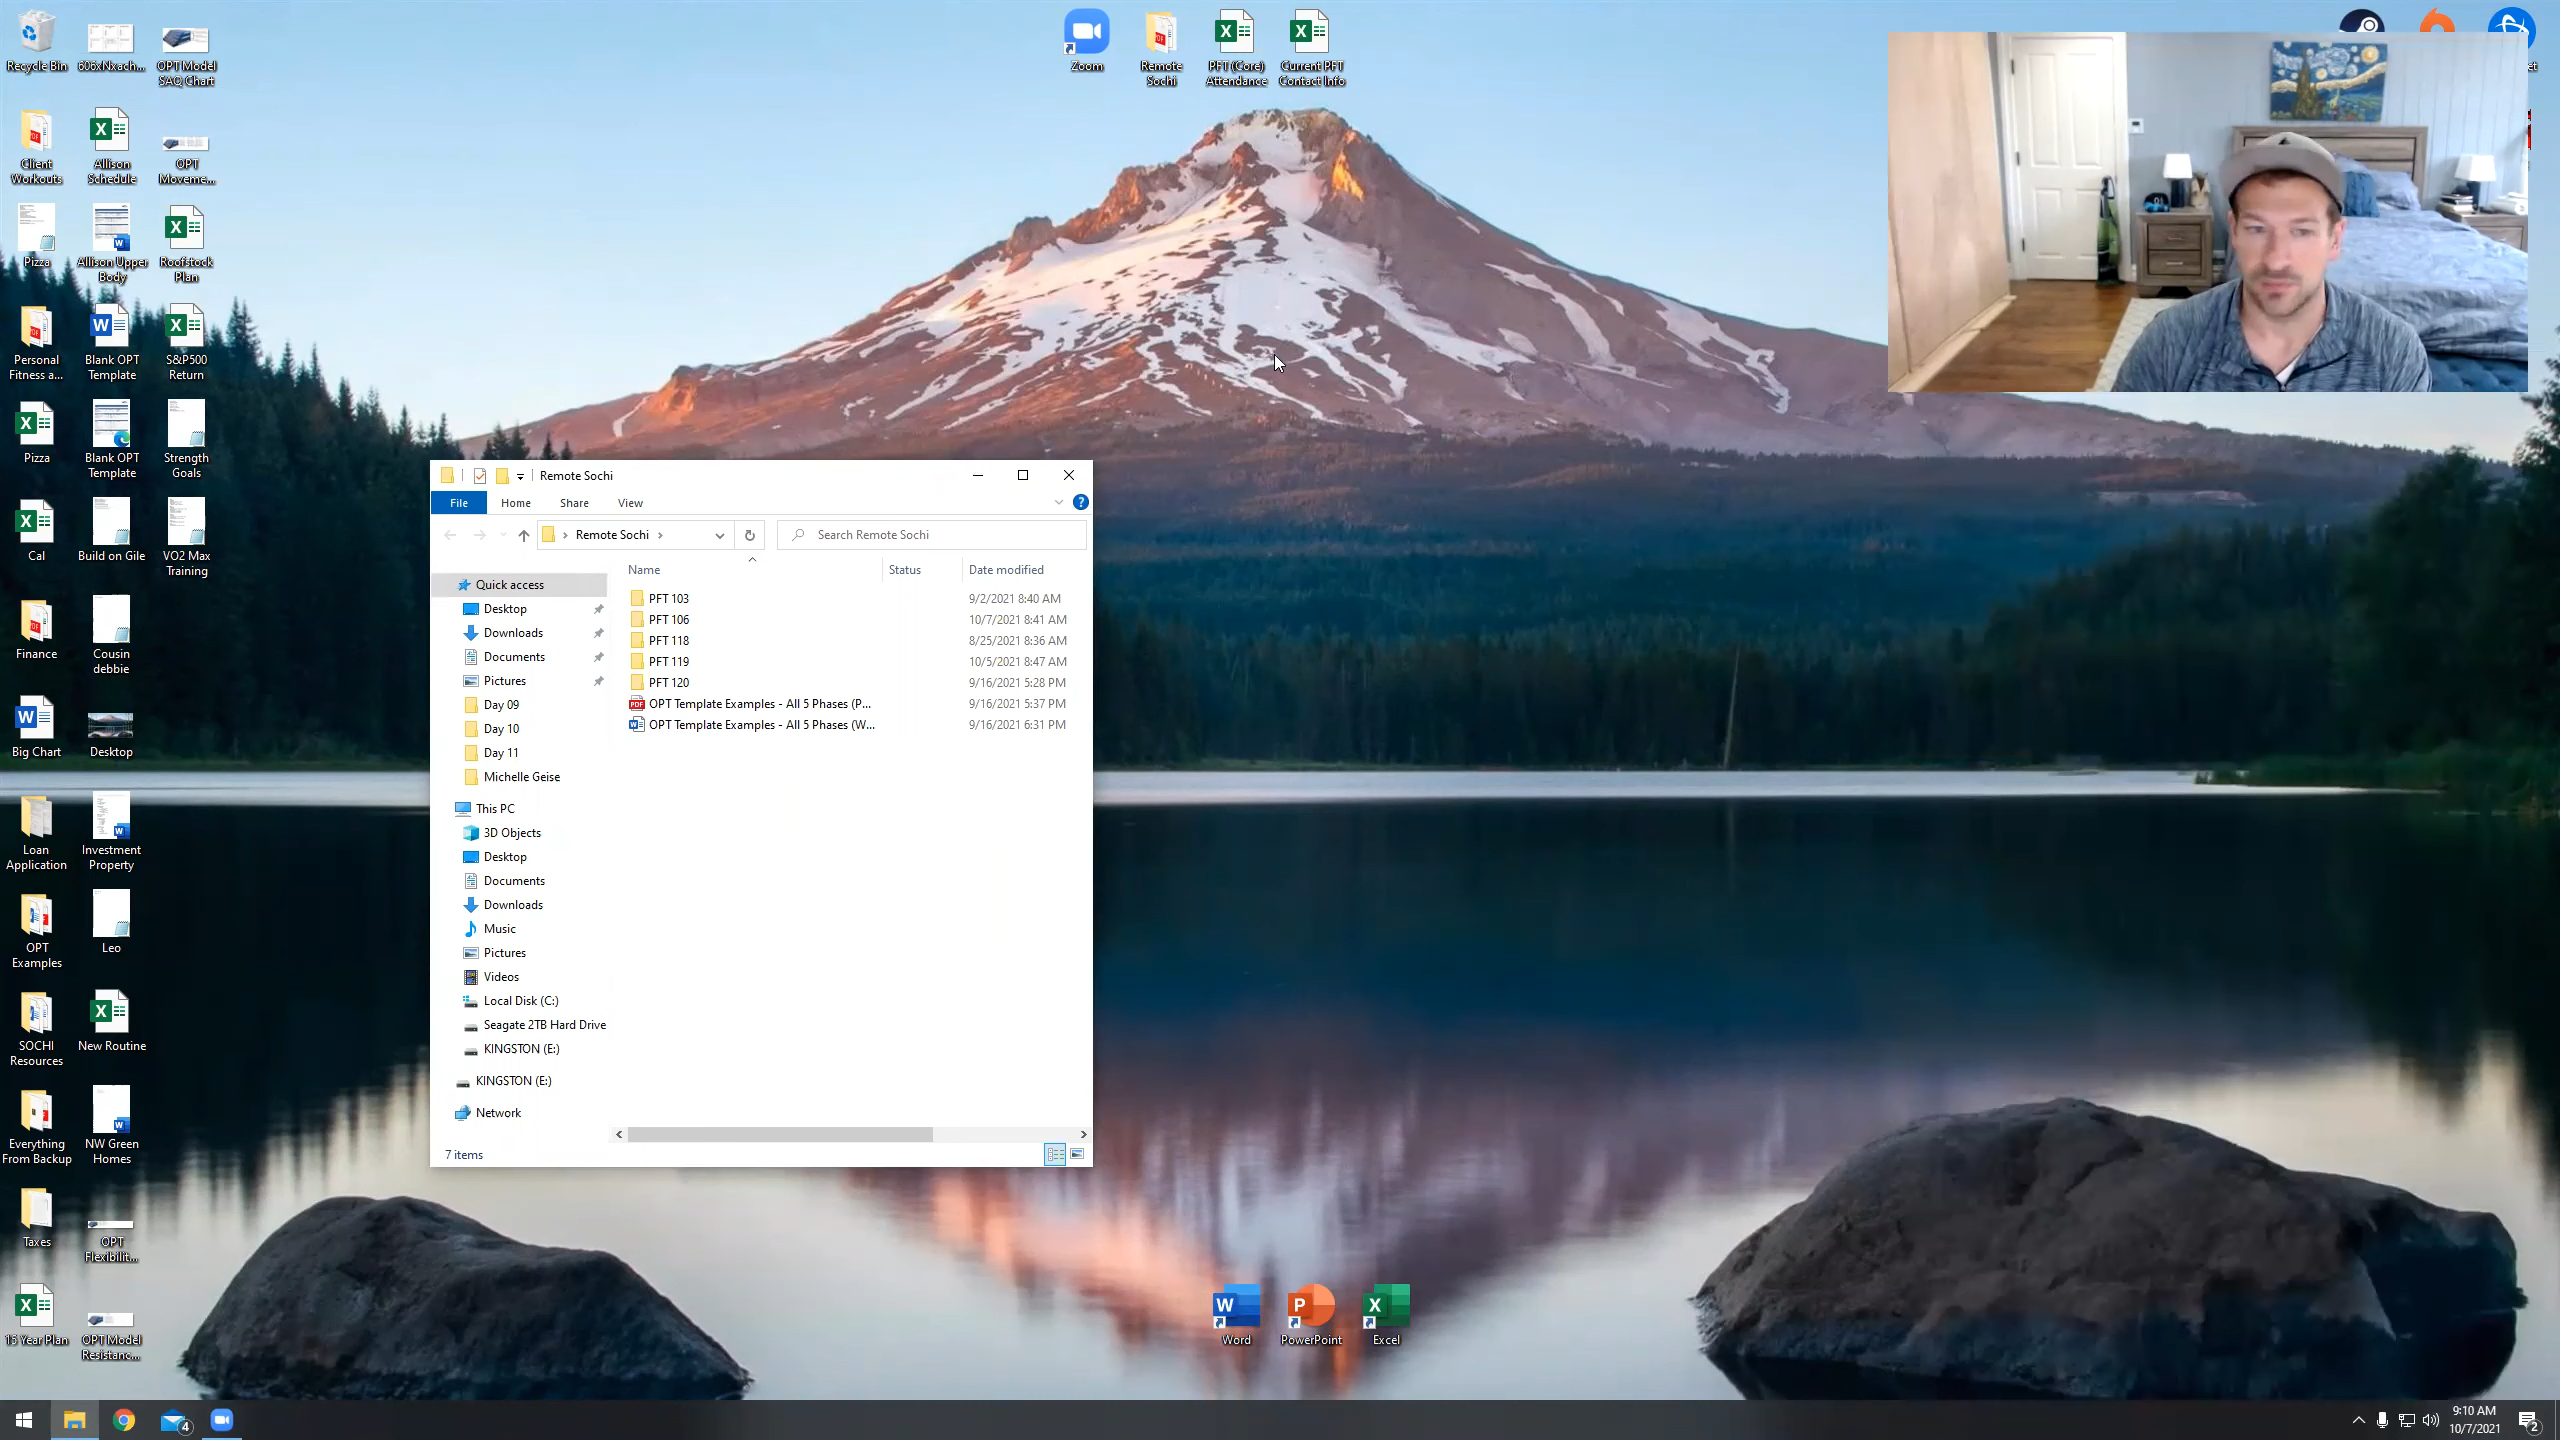 Recycle Bin
606xNxach...
OPT Model
SAQ Chart
Zoom
Remote
Sochi
PFT (Core)
Attendance
Current PFT
Contact Info
Client
Workouts
Allison
Schedule
OPT
Moveme...
Pizza
Allison Upper
Body
Roofstock
Plan
Personal
Fitness a...
Blank OPT
Template
S&P500
Return
Pizza
Blank OPT
Template
Strength
Goals
Cal
Build on Gile
VO2 Max
Training
Finance
Cousin
debbie
Big Chart
Desktop
Loan
Application
Investment
Property
OPT
Examples
Leo
SOCHI
Resources
New Routine
Everything
From Backup
NW Green
Homes
Taxes
OPT
Flexibilit...
15 Year Plan
OPT Model
Resistanc...
Remote Sochi
File
Home
Share
View
Remote Sochi
Search Remote Sochi
Name
Status
Date modified
PFT 103
9/2/2021 8:40 AM
PFT 106
10/7/2021 8:41 AM
PFT 118
8/25/2021 8:36 AM
PFT 119
10/5/2021 8:47 AM
PFT 120
9/16/2021 5:28 PM
OPT Template Examples - All 5 Phases (P...
9/16/2021 5:37 PM
OPT Template Examples - All 5 Phases (W...
9/16/2021 6:31 PM
Quick access
Desktop
Downloads
Documents
Pictures
Day 09
Day 10
Day 11
Michelle Geise
This PC
3D Objects
Desktop
Documents
Downloads
Music
Pictures
Videos
Local Disk (C:)
Seagate 2TB Hard Drive
KINGSTON (E:)
KINGSTON (E:)
Network
7 items
Word
PowerPoint
Excel
4
9:10 AM
10/7/2021
2